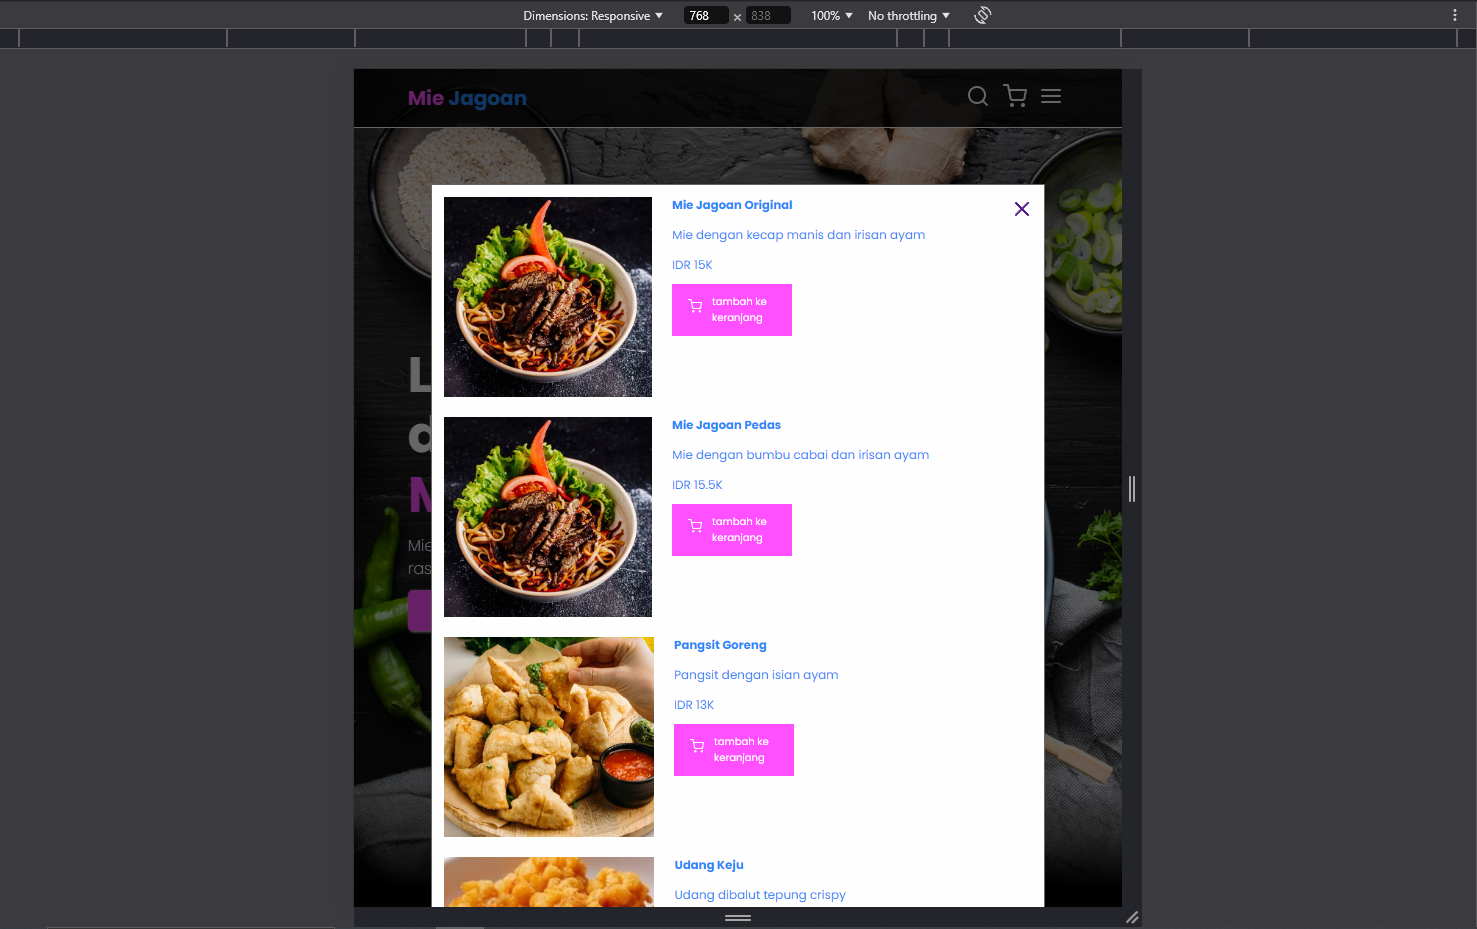 Dimensions: Responsive 768 × 838 100% No throttling
Mie Jagoan
Mie Jagoan Original
Mie dengan kecap manis dan irisan ayam
IDR 15K
tambah ke
keranjang
L
d
M
Mie
ras
Mie Jagoan Pedas
Mie dengan bumbu cabai dan irisan ayam
IDR 15.5K
tambah ke
keranjang
Pangsit Goreng
Pangsit dengan isian ayam
IDR 13K
tambah ke
keranjang
Udang Keju
Udang dibalut tepung crispy